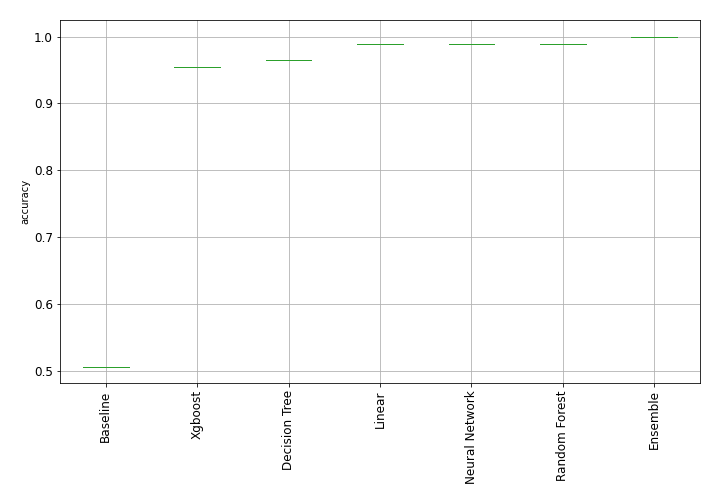 1.0
0.9
0.8
0.7
0.6
0.5
accuracy
Baseline
Xgboost
Decision Tree
Linear
Neural Network
Random Forest
Ensemble